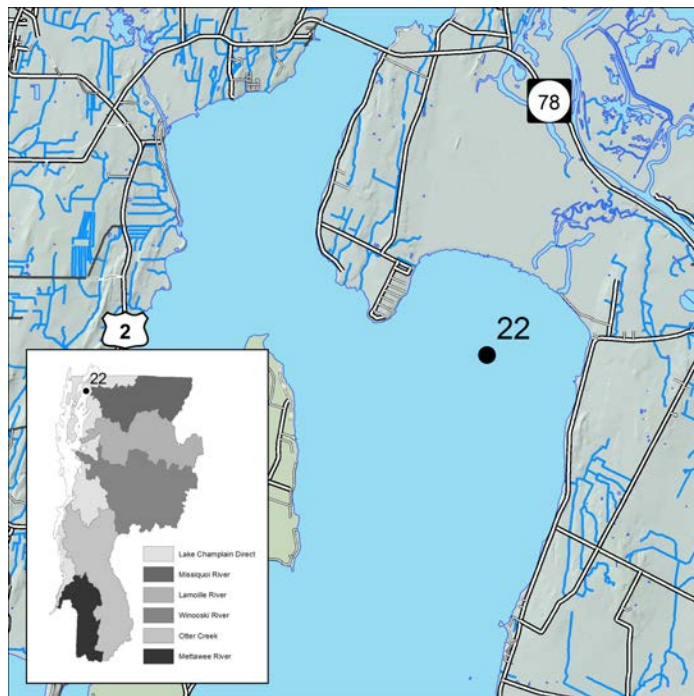 78
2
22
22
Lake Champlain Direct
Missiquoi River
Lamoille River
Winooski River
Otter Creek
Mettawee River